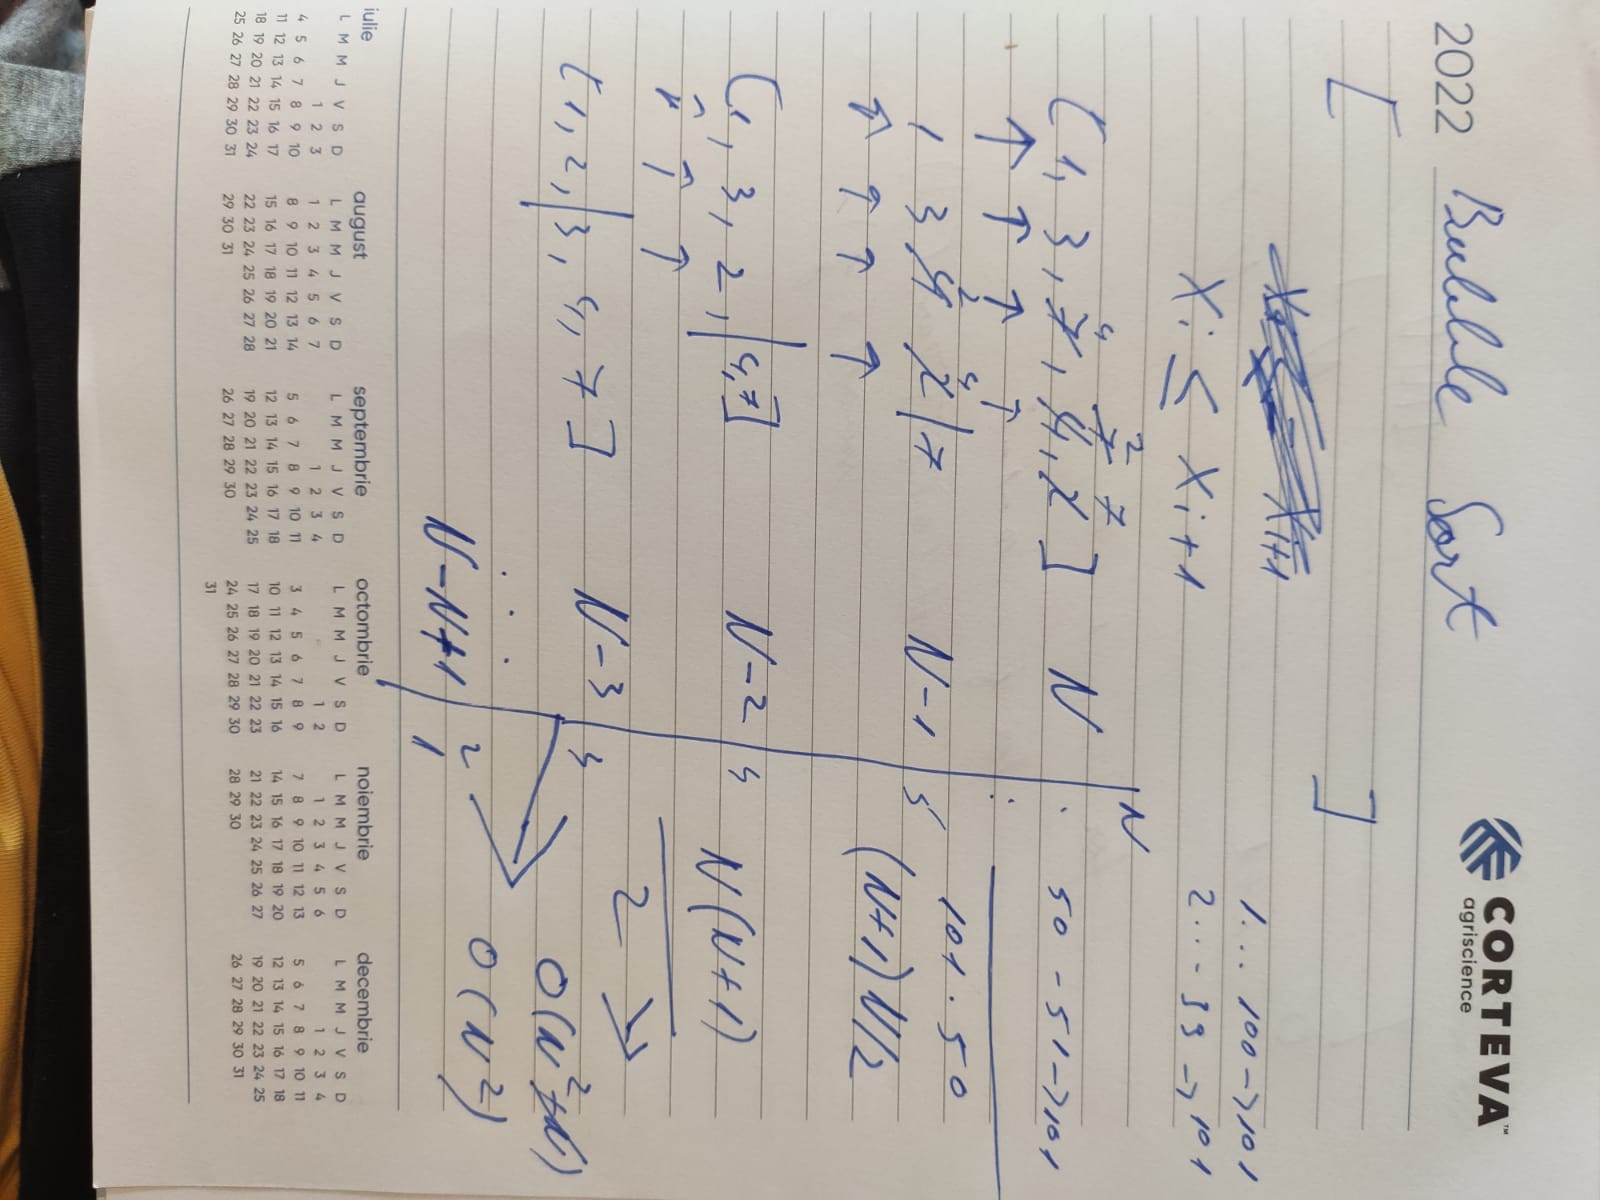 2022 Bubble Sort
CORTEVA™
agriscience
[ ]
Xi ≤ Xi+1
1... 100 -> 101
2... 99 -> 101
50 - 51 -> 101
101 . 50
(N+1)N/2
N(N+1)
2
O(N²+N)
O(N²)
[1, 3, 7, 4, 2] N
4 7 2 7
1 3 4 2 | 7 N-1
2 4
[1, 3, 2, | 4, 7] N-2
[1, 2, | 3, 4, 7] N-3
N-N+1
N
2
1
iulie
L M M J V S D
1 2 3
4 5 6 7 8 9 10
11 12 13 14 15 16 17
18 19 20 21 22 23 24
25 26 27 28 29 30 31
august
L M M J V S D
1 2 3 4 5 6 7
8 9 10 11 12 13 14
15 16 17 18 19 20 21
22 23 24 25 26 27 28
29 30 31
septembrie
L M M J V S D
1 2 3 4
5 6 7 8 9 10 11
12 13 14 15 16 17 18
19 20 21 22 23 24 25
26 27 28 29 30
octombrie
L M M J V S D
1 2
3 4 5 6 7 8 9
10 11 12 13 14 15 16
17 18 19 20 21 22 23
24 25 26 27 28 29 30
31
noiembrie
L M M J V S D
1 2 3 4 5 6
7 8 9 10 11 12 13
14 15 16 17 18 19 20
21 22 23 24 25 26 27
28 29 30
decembrie
L M M J V S D
1 2 3 4
5 6 7 8 9 10 11
12 13 14 15 16 17 18
19 20 21 22 23 24 25
26 27 28 29 30 31